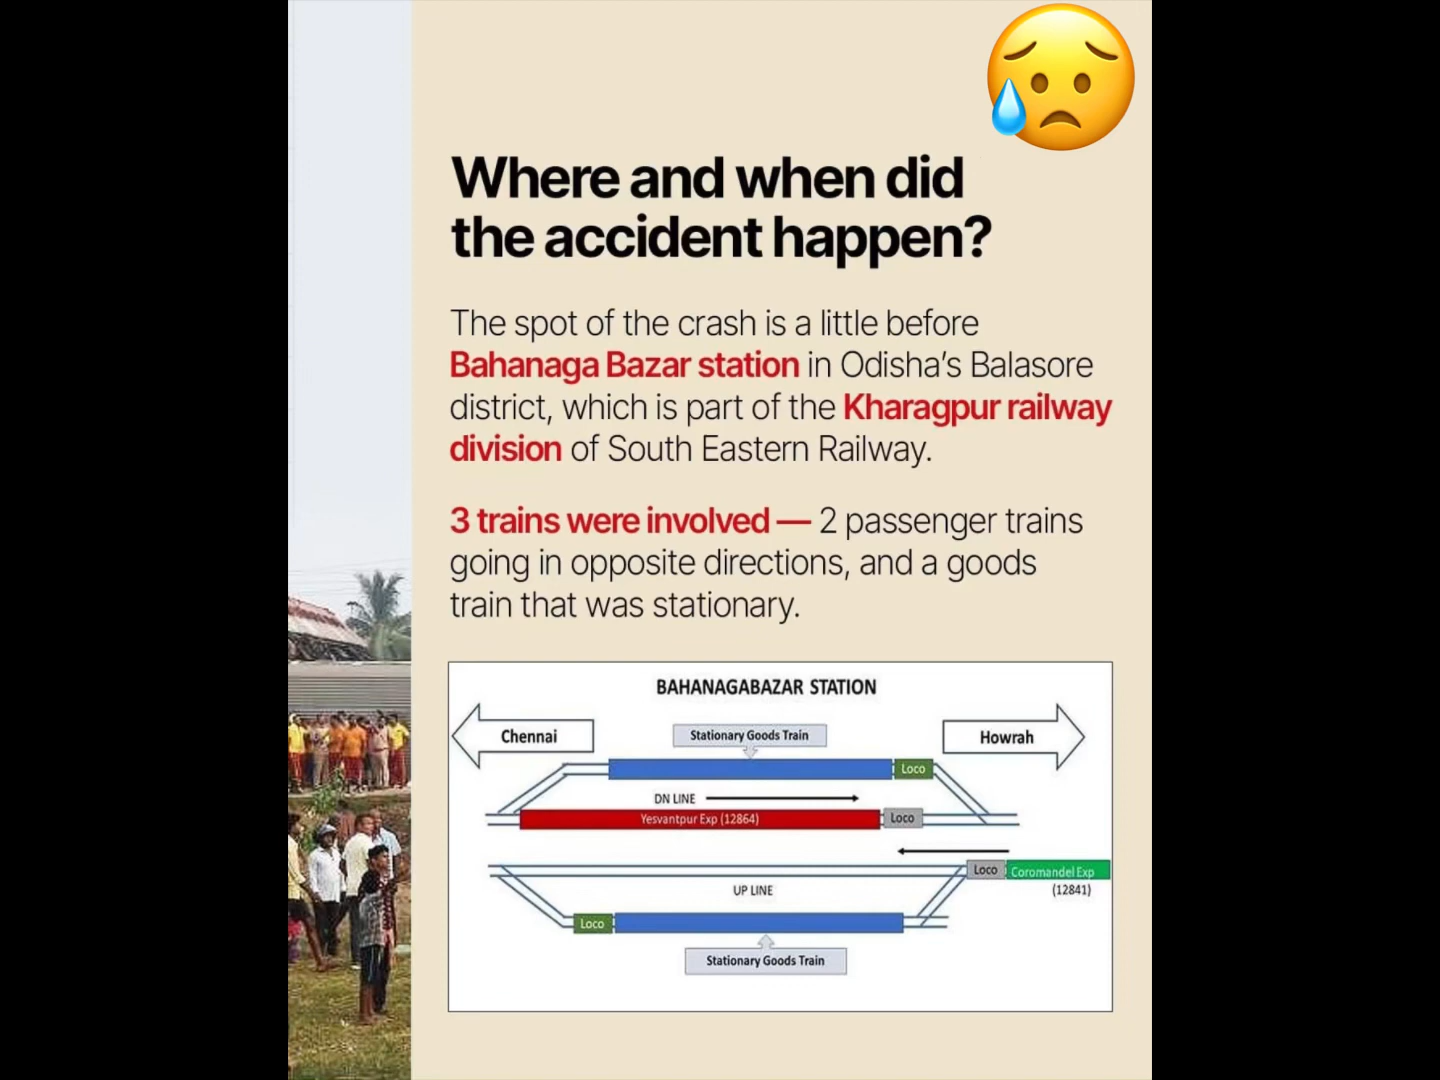 Where and when did
the accident happen?
The spot of the crash is a little before
Bahanaga Bazar station in Odisha’s Balasore
district, which is part of the Kharagpur railway
division of South Eastern Railway.
3 trains were involved — 2 passenger trains
going in opposite directions, and a goods
train that was stationary.
BAHANAGABAZAR STATION
Chennai
Stationary Goods Train
Howrah
Loco
DN LINE
Yesvantpur Exp (12864)
Loco
Loco
Coromandel Exp
(12841)
UP LINE
Loco
Stationary Goods Train